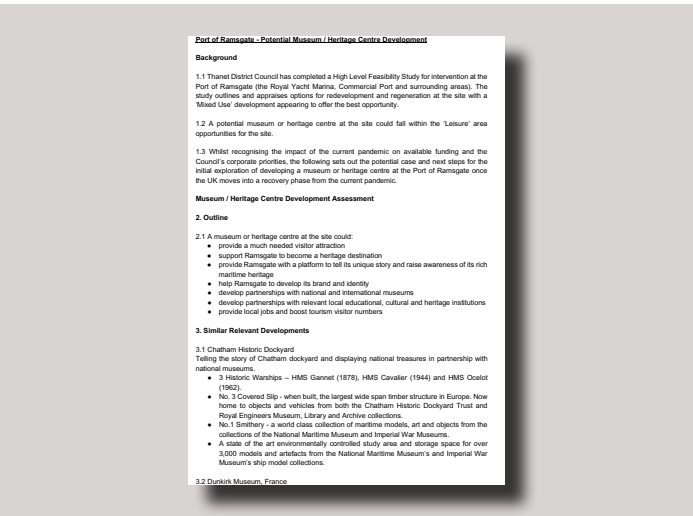 Port of Ramsgate - Potential Museum / Heritage Centre Development
Background
1.1 Thanet District Council has completed a High Level Feasibility Study for intervention at the
Port of Ramsgate (the Royal Yacht Marina, Commercial Port and surrounding areas). The
study outlines and appraises options for redevelopment and regeneration at the site with a
'Mixed Use' development appearing to offer the best opportunity.
1.2 A potential museum or heritage centre at the site could fall within the 'Leisure' area
opportunities for the site.
1.3 Whilst recognising the impact of the current pandemic on available funding and the
Council's corporate priorities, the following sets out the potential case and next steps for the
initial exploration of developing a museum or heritage centre at the Port of Ramsgate once
the UK moves into a recovery phase from the current pandemic.
Museum / Heritage Centre Development Assessment
2. Outline
2.1 A museum or heritage centre at the site could:
● provide a much needed visitor attraction
● support Ramsgate to become a heritage destination
● provide Ramsgate with a platform to tell its unique story and raise awareness of its rich
maritime heritage
● help Ramsgate to develop its brand and identity
● develop partnerships with national and international museums
● develop partnerships with relevant local educational, cultural and heritage institutions
● provide local jobs and boost tourism visitor numbers
3. Similar Relevant Developments
3.1 Chatham Historic Dockyard
Telling the story of Chatham dockyard and displaying national treasures in partnership with
national museums.
● 3 Historic Warships – HMS Gannet (1878), HMS Cavalier (1944) and HMS Ocelot
(1962).
● No. 3 Covered Slip - when built, the largest wide span timber structure in Europe. Now
home to objects and vehicles from both the Chatham Historic Dockyard Trust and
Royal Engineers Museum, Library and Archive collections.
● No.1 Smithery - a world class collection of maritime models, art and objects from the
collections of the National Maritime Museum and Imperial War Museums.
● A state of the art environmentally controlled study area and storage space for over
3,000 models and artefacts from the National Maritime Museum's and Imperial War
Museum's ship model collections.
3.2 Dunkirk Museum, France